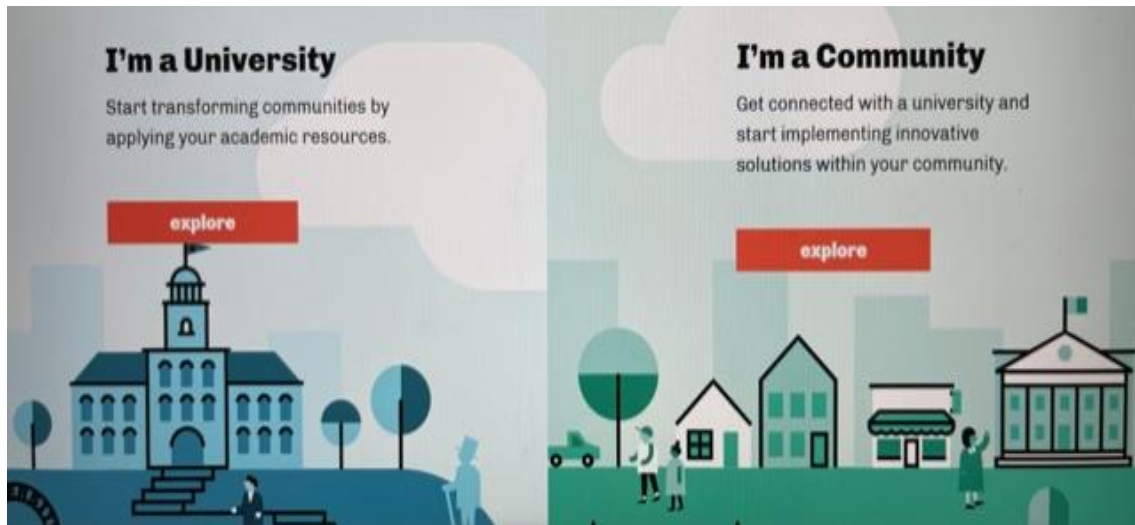 I'm a University
Start transforming communities by
applying your academic resources.
explore
I'm a Community
Get connected with a university and
start implementing innovative
solutions within your community.
explore